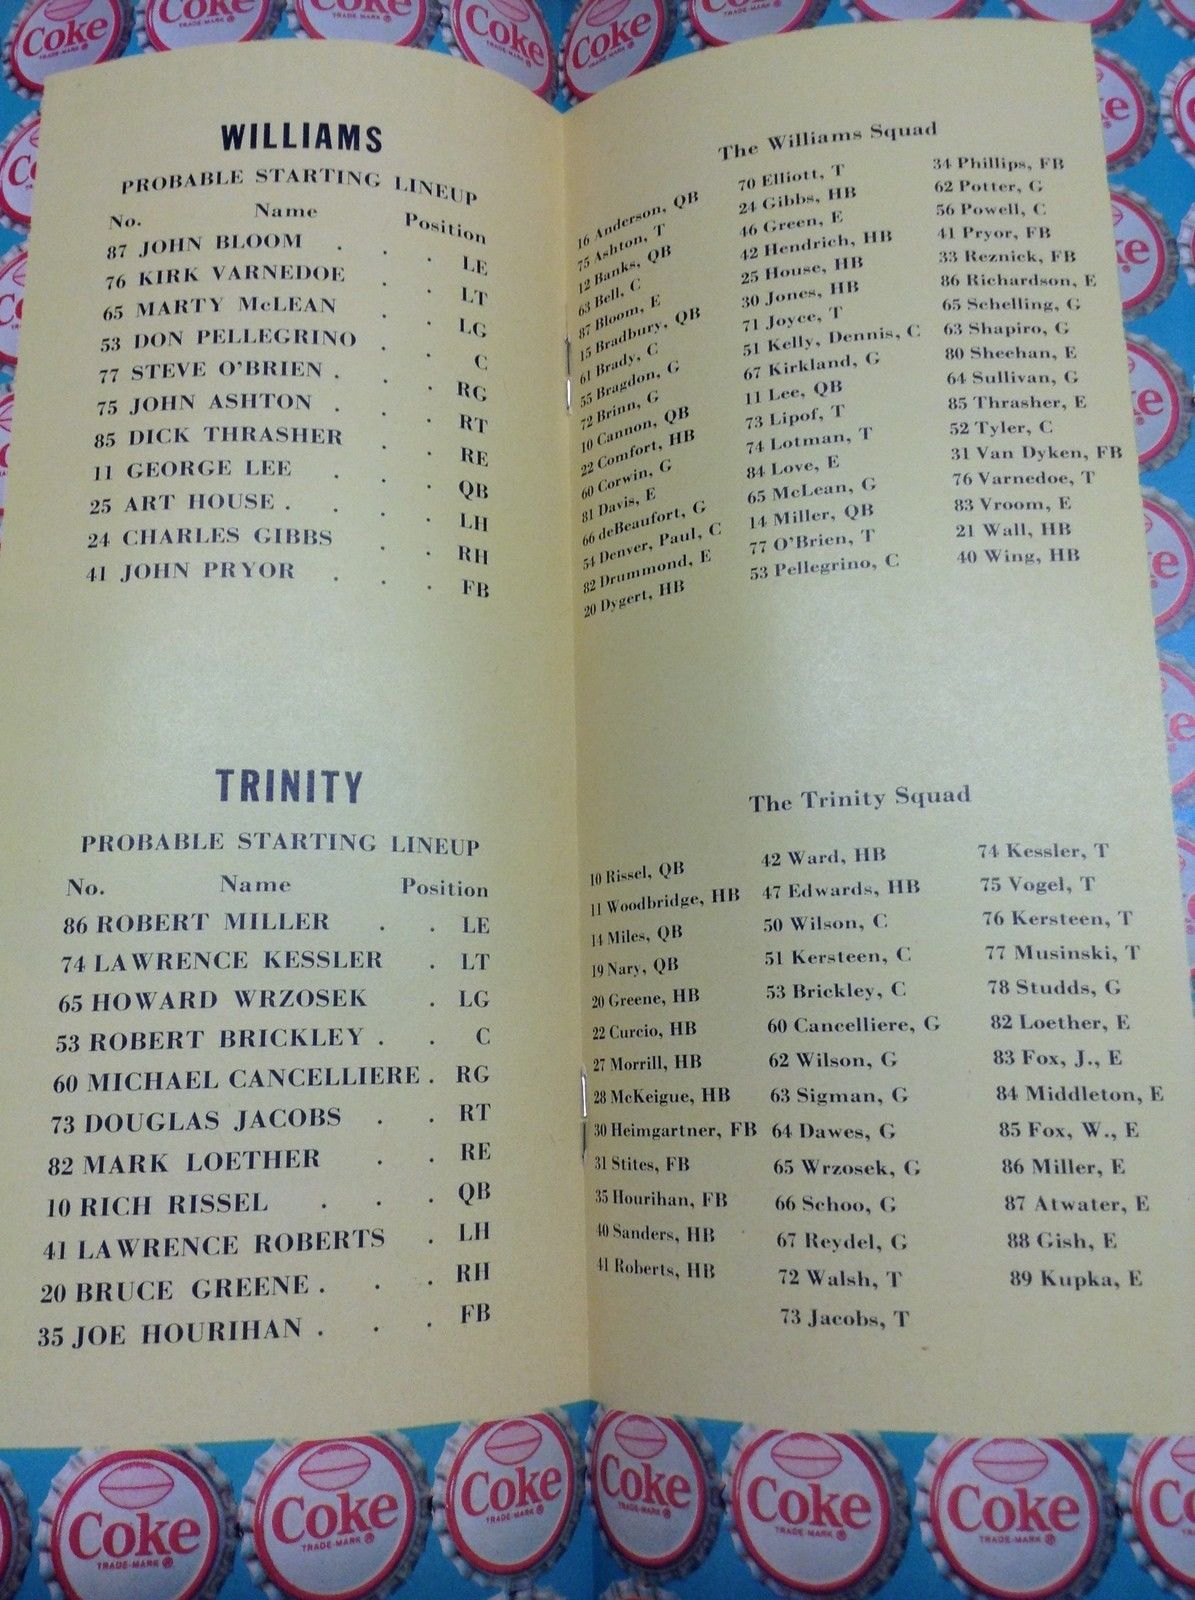 WILLIAMS
PROBABLE STARTING LINEUP
No. Name Position
87 JOHN BLOOM . . LE
76 KIRK VARNEDOE . . LT
65 MARTY McLEAN . . LG
53 DON PELLEGRINO . . C
77 STEVE O'BRIEN . . . RG
75 JOHN ASHTON . . . RT
85 DICK THRASHER . . RE
11 GEORGE LEE . . . QB
25 ART HOUSE . . . . LH
24 CHARLES GIBBS . . RH
41 JOHN PRYOR . . . FB
The Williams Squad
16 Anderson, QB
75 Ashton, T
12 Banks, QB
63 Bell, C
87 Bloom, E
15 Bradbury, QB
61 Brady, C
55 Bragdon, G
72 Brinn, G
10 Cannon, QB
22 Comfort, HB
60 Corwin, G
81 Davis, E
66 deBeaufort, G
54 Denver, Paul, C
82 Drummond, E
20 Dygert, HB
70 Elliott, T
24 Gibbs, HB
46 Green, E
42 Hendrich, HB
25 House, HB
30 Jones, HB
71 Joyce, T
51 Kelly, Dennis, C
67 Kirkland, G
11 Lee, QB
73 Lipof, T
74 Lotman, T
84 Love, E
65 McLean, G
14 Miller, QB
77 O'Brien, T
53 Pellegrino, C
34 Phillips, FB
62 Potter, G
56 Powell, C
41 Pryor, FB
33 Reznick, FB
86 Richardson, E
65 Schelling, G
63 Shapiro, G
80 Sheehan, E
64 Sullivan, G
85 Thrasher, E
52 Tyler, C
31 Van Dyken, FB
76 Varnedoe, T
83 Vroom, E
21 Wall, HB
40 Wing, HB
TRINITY
PROBABLE STARTING LINEUP
No. Name Position
86 ROBERT MILLER . . LE
74 LAWRENCE KESSLER . LT
65 HOWARD WRZOSEK . LG
53 ROBERT BRICKLEY . . C
60 MICHAEL CANCELLIERE . RG
73 DOUGLAS JACOBS . . RT
82 MARK LOETHER . . RE
10 RICH RISSEL . . . QB
41 LAWRENCE ROBERTS . LH
20 BRUCE GREENE . . . RH
35 JOE HOURIHAN . . . FB
The Trinity Squad
10 Rissel, QB
11 Woodbridge, HB
14 Miles, QB
19 Nary, QB
20 Greene, HB
22 Curcio, HB
27 Morrill, HB
28 McKeigue, HB
30 Heimgartner, FB
31 Stites, FB
35 Hourihan, FB
40 Sanders, HB
41 Roberts, HB
42 Ward, HB
47 Edwards, HB
50 Wilson, C
51 Kersteen, C
53 Brickley, C
60 Cancelliere, G
62 Wilson, G
63 Sigman, G
64 Dawes, G
65 Wrzosek, G
66 Schoo, G
67 Reydel, G
72 Walsh, T
73 Jacobs, T
74 Kessler, T
75 Vogel, T
76 Kersteen, T
77 Musinski, T
78 Studds, G
82 Loether, E
83 Fox, J., E
84 Middleton, E
85 Fox, W., E
86 Miller, E
87 Atwater, E
88 Gish, E
89 Kupka, E
Coke
TRADE-MARK ®
Coke
TRADE-MARK ®
Coke
TRADE-MARK ®
Coke
TRADE-MARK ®
Coke
TRADE-MARK ®
Coke
TRADE-MARK ®